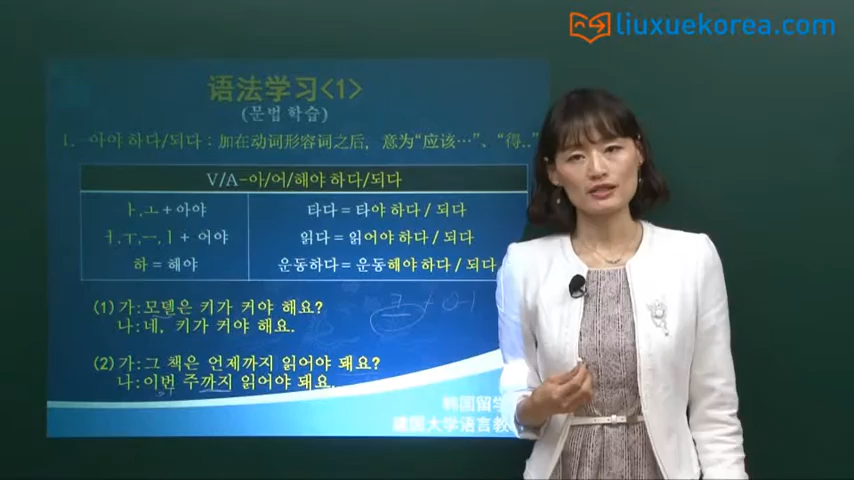 liuxuekorea.com
语法学习<1>
(문법 학습)
1. -아야 하다/되다 : 加在动词形容词之后，意为“应该…”、“得..”
V/A-아/어/해야 하다/되다
ㅏ,ㅗ + 아야
타다 = 타야 하다 / 되다
ㅓ,ㅜ,ㅡ,ㅣ + 어야
읽다 = 읽어야 하다 / 되다
하 = 해야
운동하다 = 운동해야 하다 / 되다
(1) 가: 모델은 키가 커야 해요?
나: 네, 키가 커야 해요.
(2) 가: 그 책은 언제까지 읽어야 돼요?
나: 이번 주까지 읽어야 돼요.
韩国留学
建国大学语言教